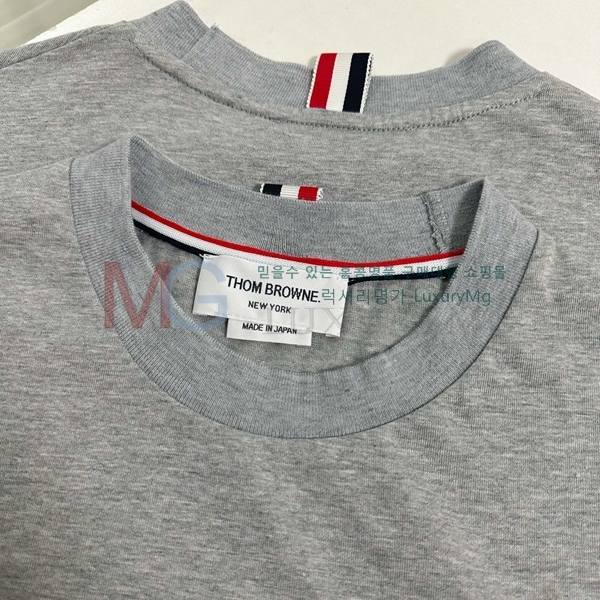 THOM BROWNE.
NEW YORK
MADE IN JAPAN
MG
믿을수 있는 홍콩명품 구매대행 쇼핑몰
럭셔리명가 LuxuryMg